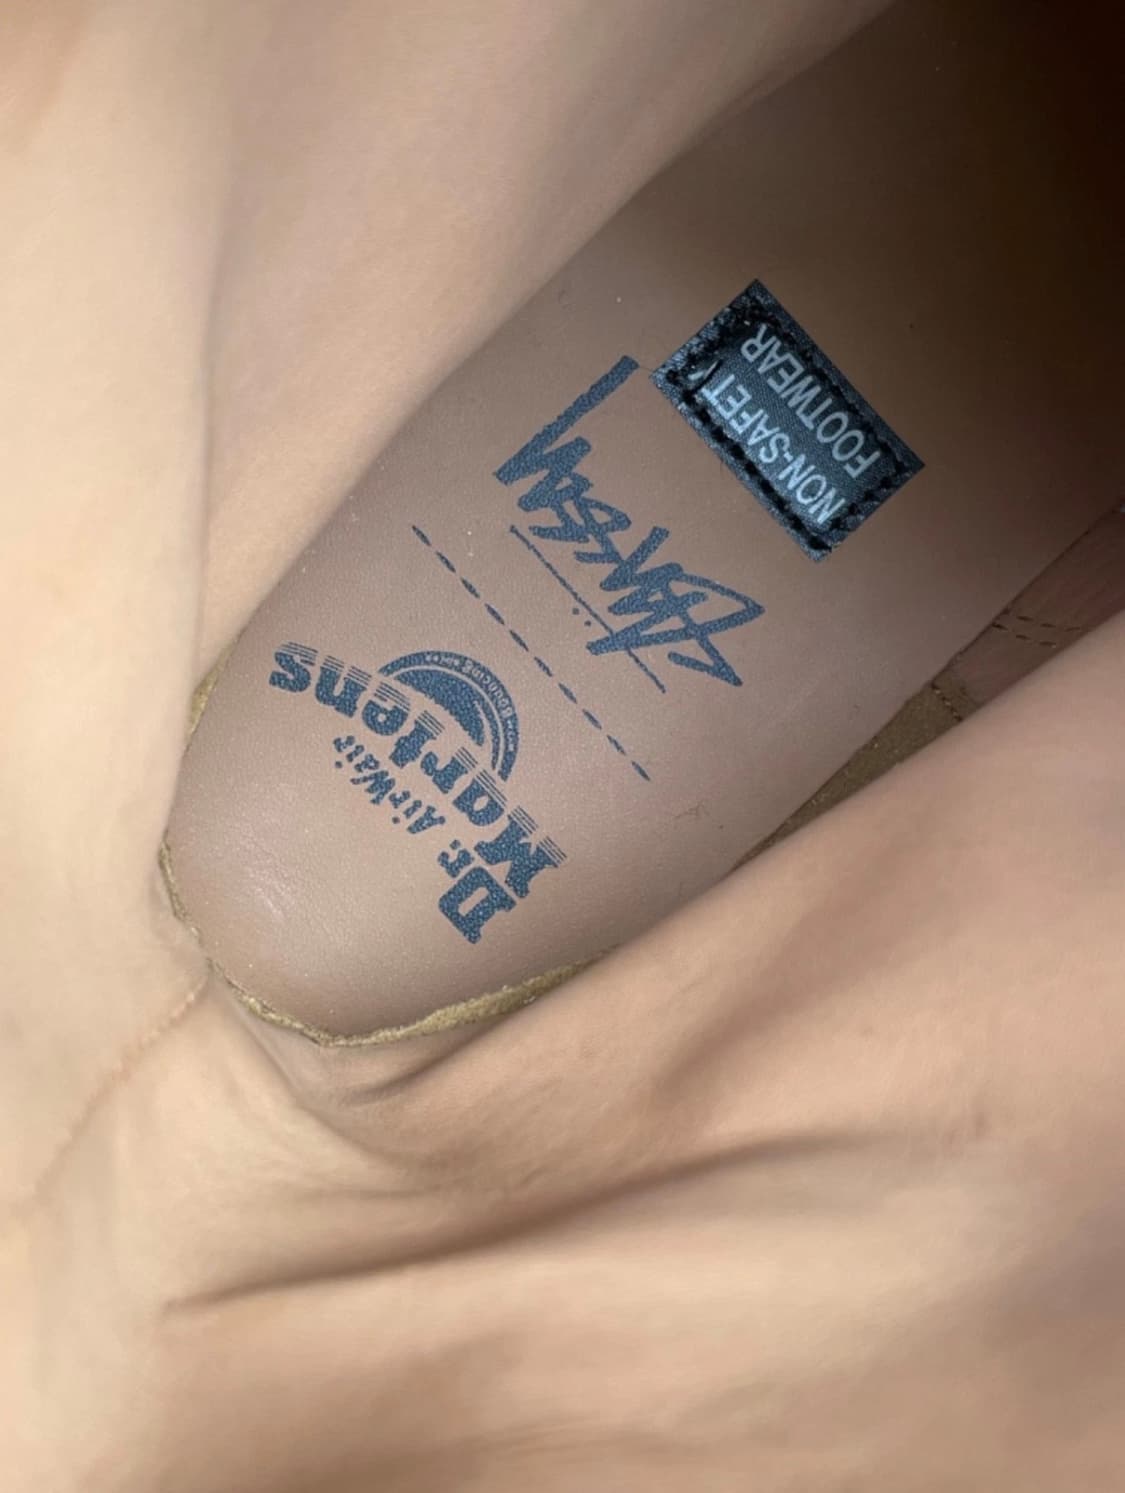 NON-SAFETY
FOOTWEAR
Stüssy
Dr. Martens
AirWair